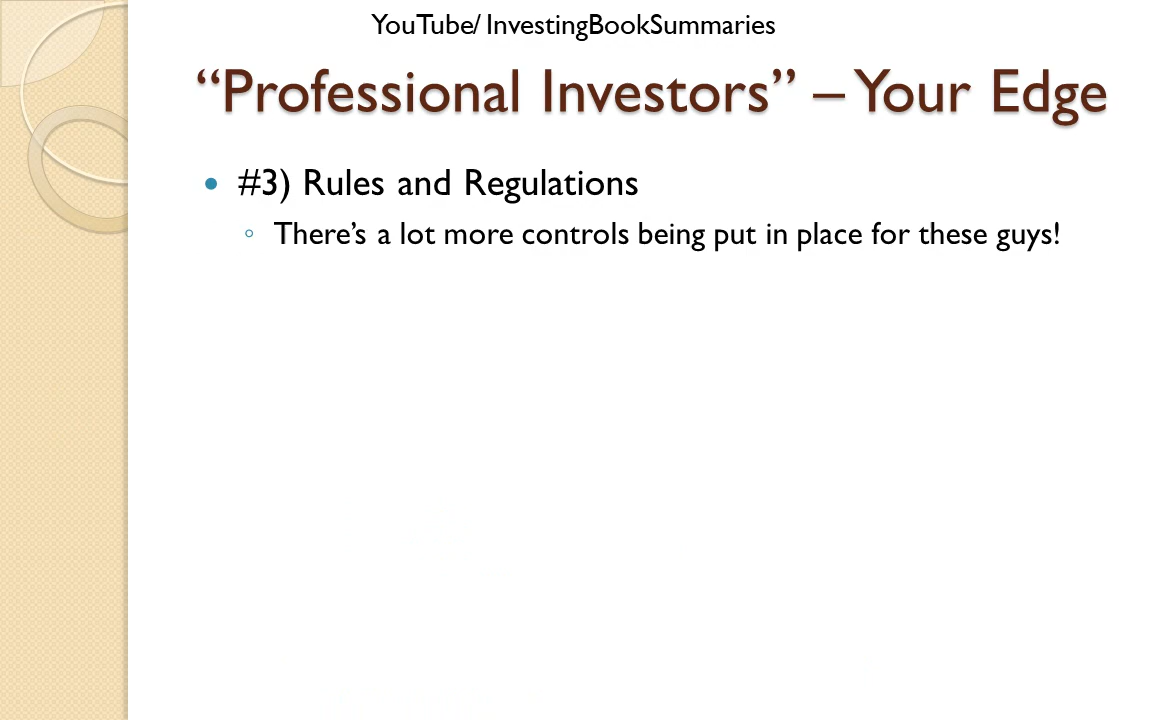 YouTube/ InvestingBookSummaries
“Professional Investors” – Your Edge
#3) Rules and Regulations
There’s a lot more controls being put in place for these guys!